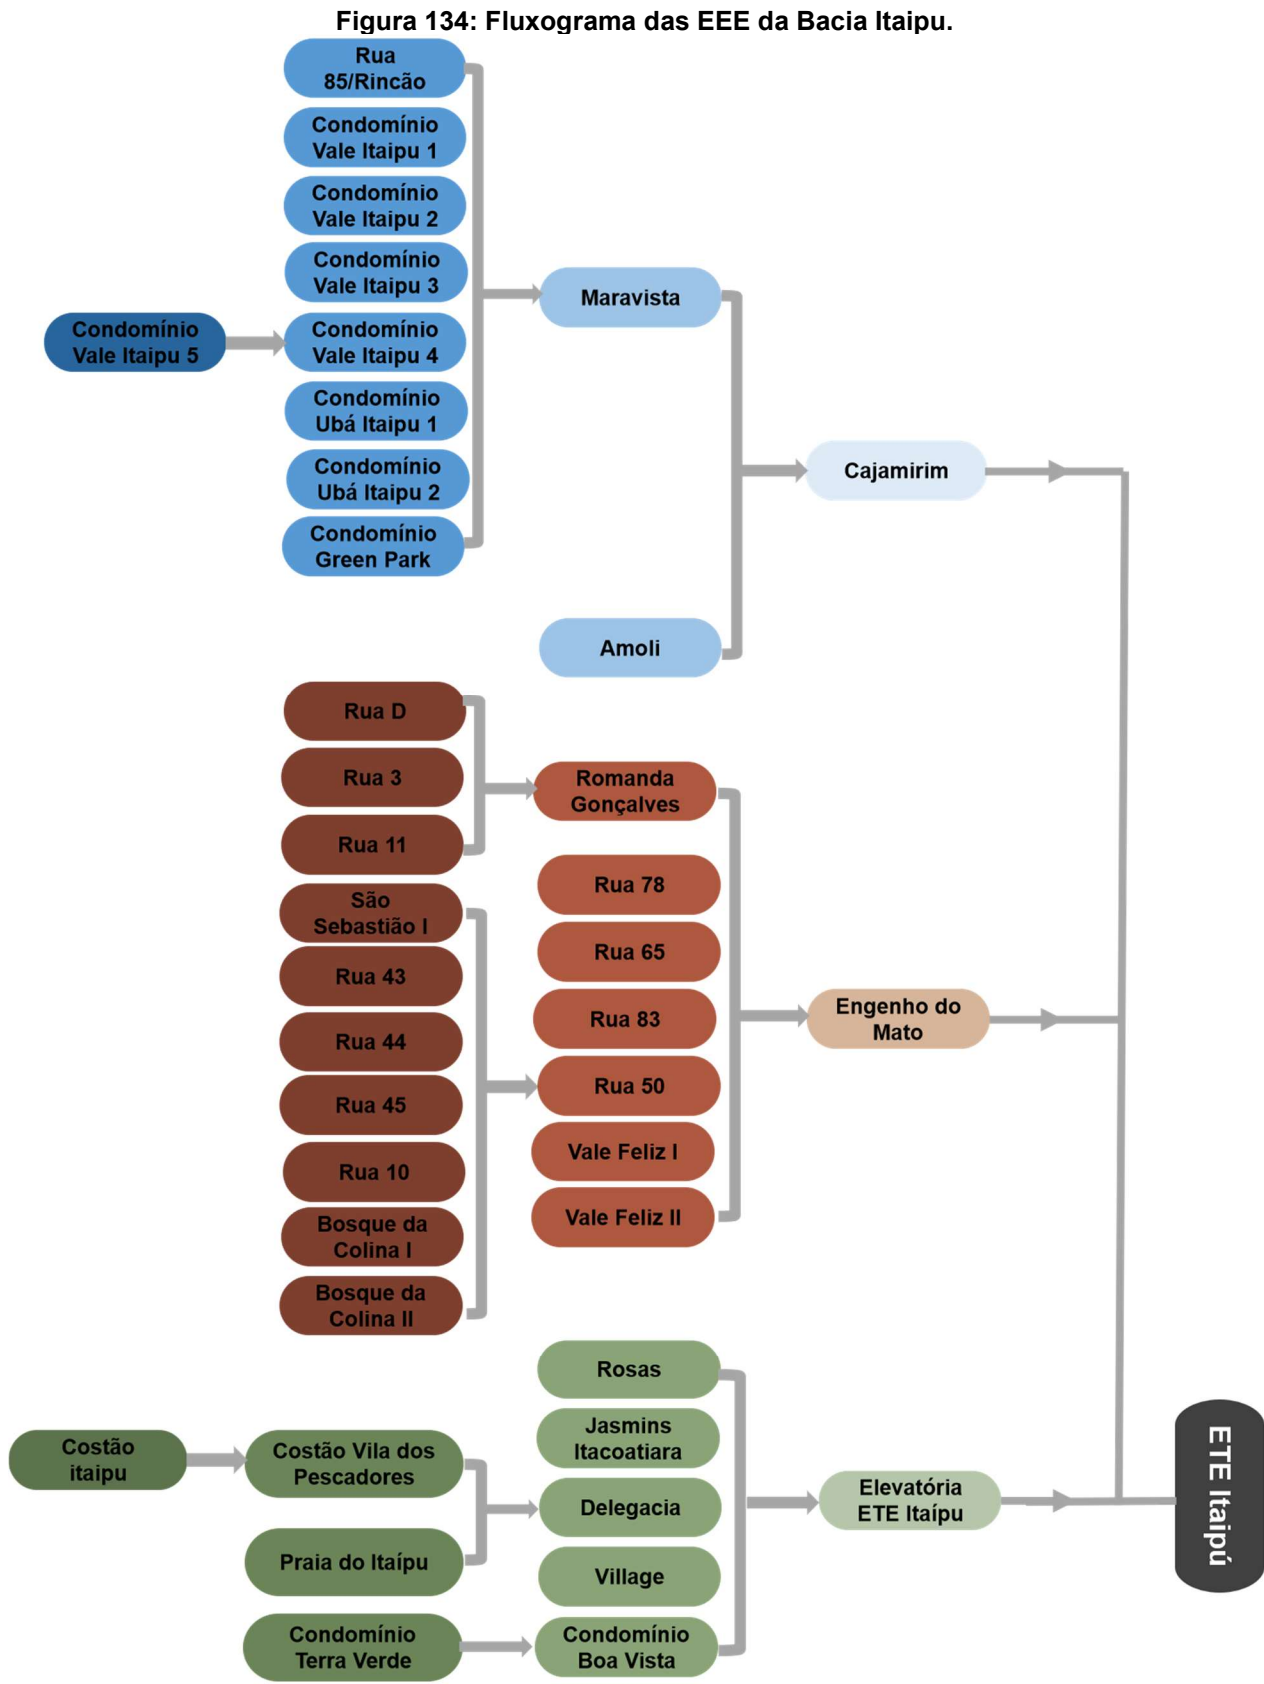 Figura 134: Fluxograma das EEE da Bacia Itaipu.
Rua
85/Rincão
Condomínio
Vale Itaipu 1
Condomínio
Vale Itaipu 2
Condomínio
Vale Itaipu 3
Condomínio
Vale Itaipu 5
Condomínio
Vale Itaipu 4
Condomínio
Ubá Itaipu 1
Condomínio
Ubá Itaipu 2
Condomínio
Green Park
Maravista
Amoli
Cajamirim
Rua D
Rua 3
Rua 11
São
Sebastião I
Rua 43
Rua 44
Rua 45
Rua 10
Bosque da
Colina I
Bosque da
Colina II
Romanda
Gonçalves
Rua 78
Rua 65
Rua 83
Rua 50
Vale Feliz I
Vale Feliz II
Engenho do
Mato
Costão
itaipu
Costão Vila dos
Pescadores
Praia do Itaípu
Condomínio
Terra Verde
Rosas
Jasmins
Itacoatiara
Delegacia
Village
Condomínio
Boa Vista
Elevatória
ETE Itaípu
ETE Itaipú